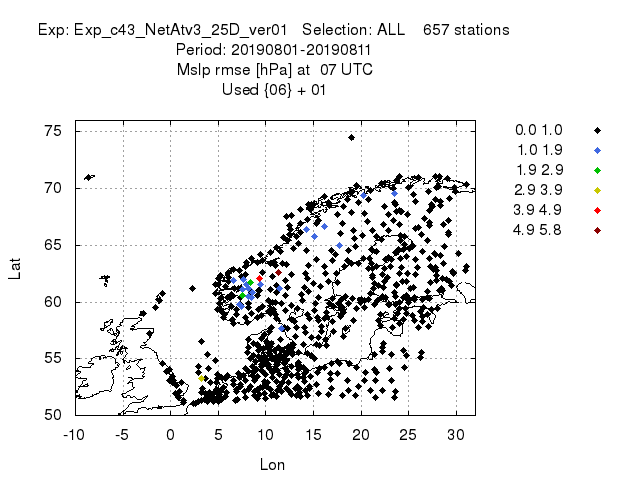 Exp: Exp_c43_NetAtv3_25D_ver01   Selection: ALL    657 stations
Period: 20190801-20190811
Mslp rmse [hPa] at  07 UTC
Used {06} + 01
0.0 1.0
1.0 1.9
1.9 2.9
2.9 3.9
3.9 4.9
4.9 5.8
75
70
65
60
55
50
Lat
-10 -5 0 5 10 15 20 25 30
Lon